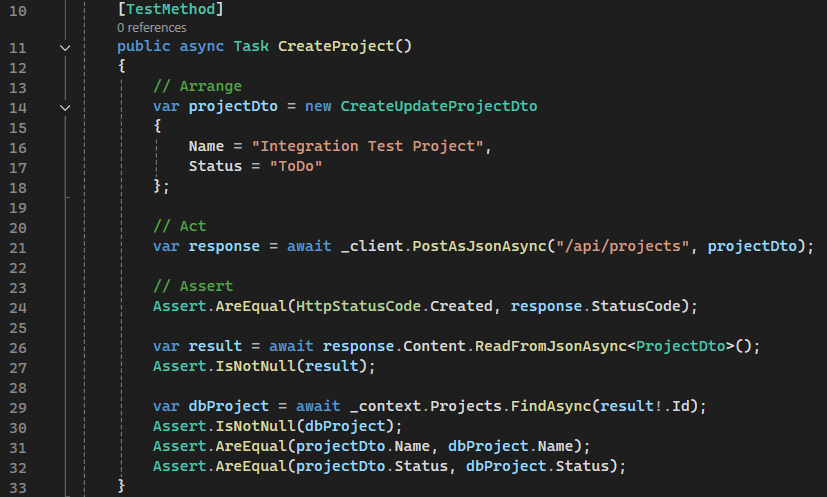 10 [TestMethod]
0 references
11 public async Task CreateProject()
12 {
13 // Arrange
14 var projectDto = new CreateUpdateProjectDto
15 {
16 Name = "Integration Test Project",
17 Status = "ToDo"
18 };
19
20 // Act
21 var response = await _client.PostAsJsonAsync("/api/projects", projectDto);
22
23 // Assert
24 Assert.AreEqual(HttpStatusCode.Created, response.StatusCode);
25
26 var result = await response.Content.ReadFromJsonAsync<ProjectDto>();
27 Assert.IsNotNull(result);
28
29 var dbProject = await _context.Projects.FindAsync(result!.Id);
30 Assert.IsNotNull(dbProject);
31 Assert.AreEqual(projectDto.Name, dbProject.Name);
32 Assert.AreEqual(projectDto.Status, dbProject.Status);
33 }